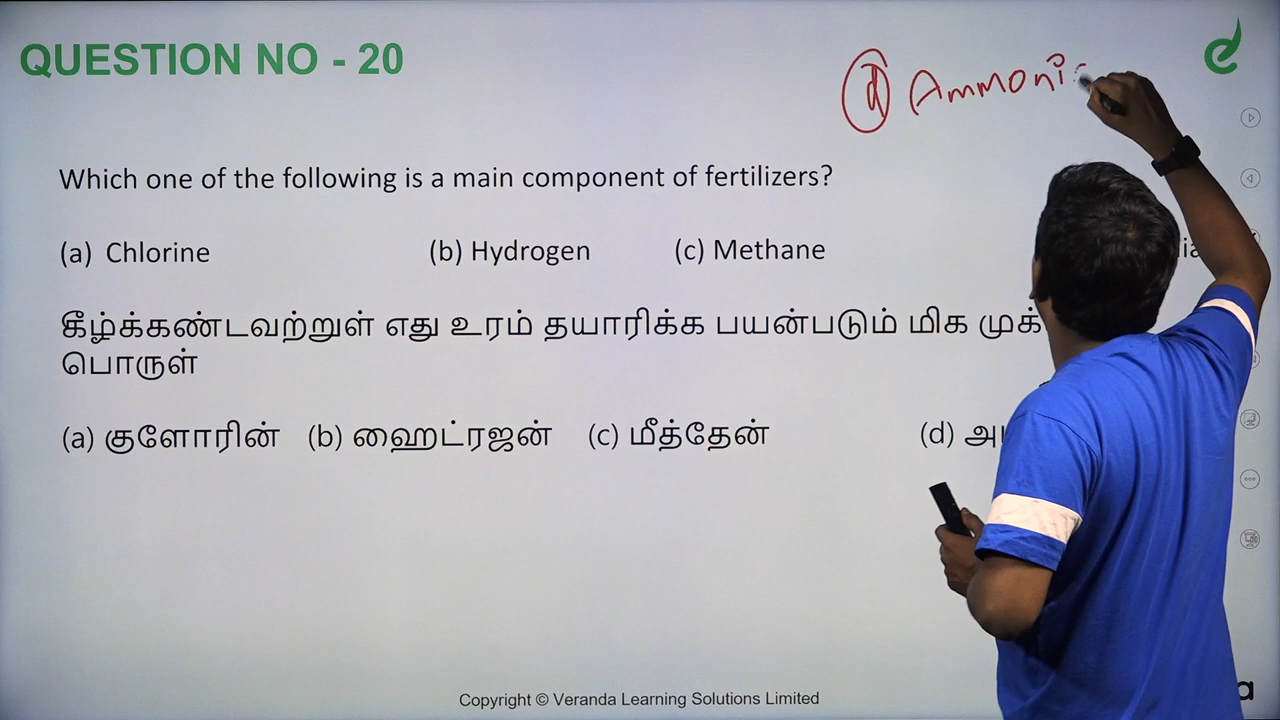 QUESTION NO - 20
d Ammoni
Which one of the following is a main component of fertilizers?
(a) Chlorine (b) Hydrogen (c) Methane
கீழ்க்கண்டவற்றுள் எது உரம் தயாரிக்க பயன்படும் மிக
பொருள்
(a) குளோரின் (b) ஹைட்ரஜன் (c) மீத்தேன் (d)
Copyright © Veranda Learning Solutions Limited